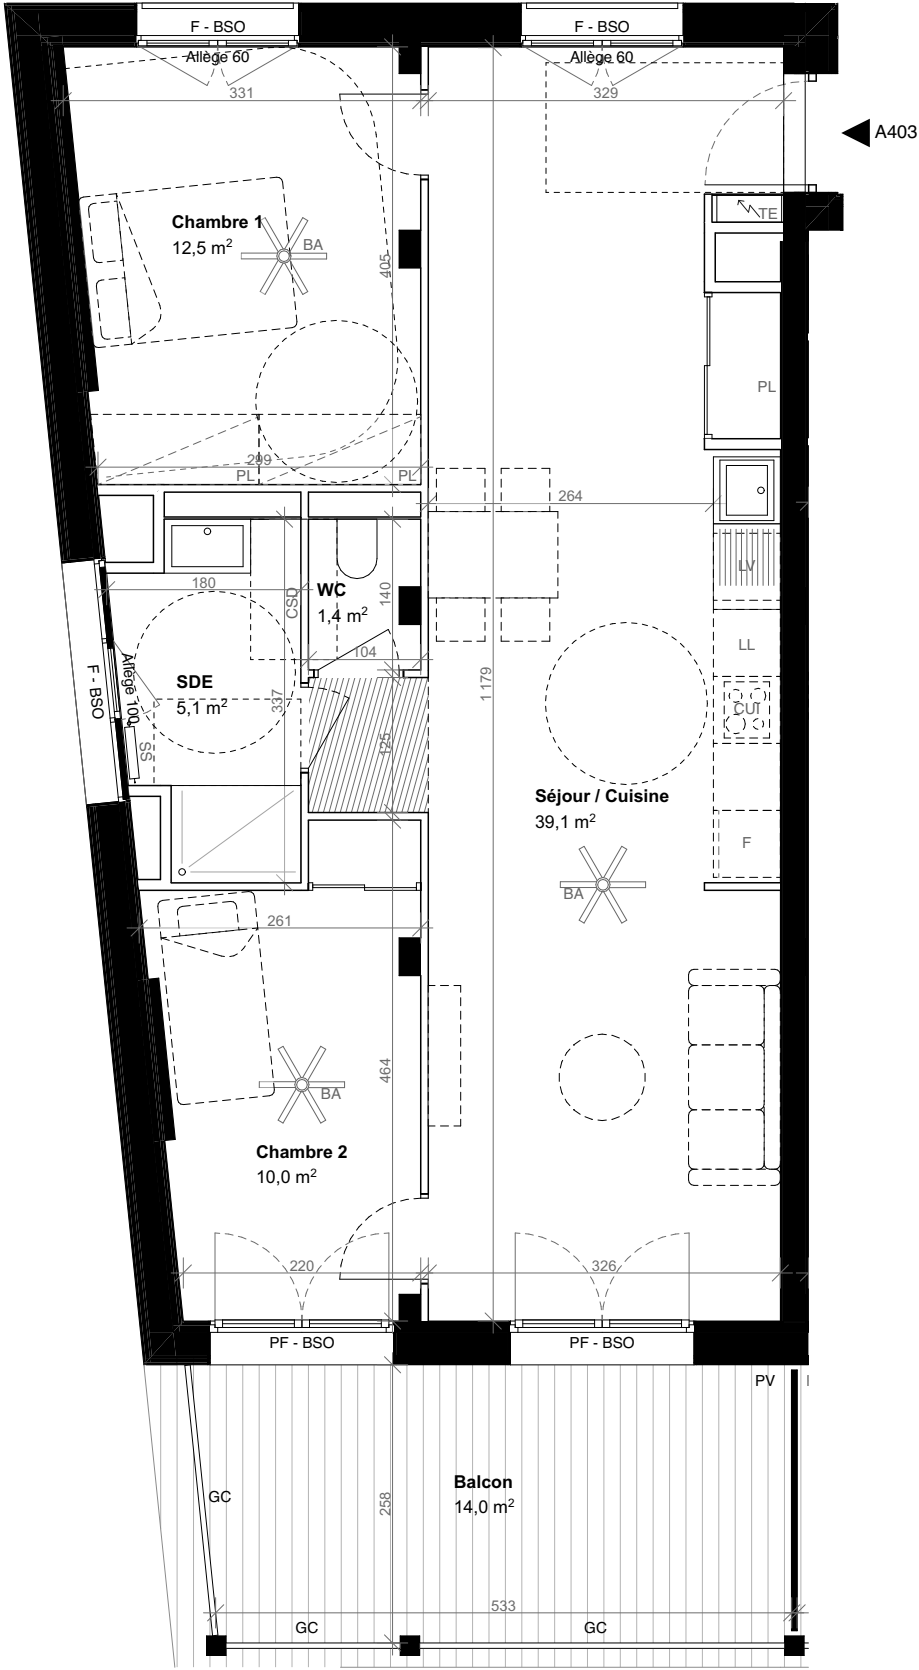 F - BSO
F - BSO
Allège 60
Allège 60
331
329
A403
TE
Chambre 1
12,5 m²
BA
405
PL
299
PL
PL
264
180
CSD
WC
1,4 m²
140
LV
104
LL
F - BSO
Allège 100
SDE
5,1 m²
337
1179
CUI
SS
125
Séjour / Cuisine
39,1 m²
F
BA
261
464
BA
Chambre 2
10,0 m²
220
326
PF - BSO
PF - BSO
PV
Balcon
14,0 m²
GC
258
533
GC
GC